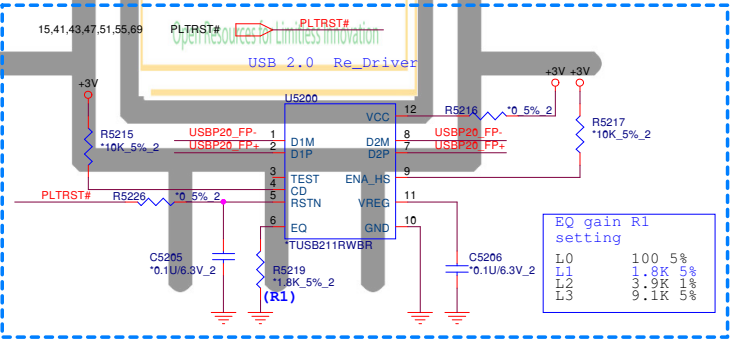 15,41,43,47,51,55,69 PLTRST# PLTRST#
Open Resources for Limitless Innovation
USB 2.0 Re_Driver
+3V +3V
+3V
U5200
R5216 *0_5%_2
12 VCC
R5217
*10K_5%_2
R5215
*10K_5%_2
USBP20_FP- 1 D1M D2M 8 USBP20_FP-
USBP20_FP+ 2 D1P D2P 7 USBP20_FP+
3 TEST ENA_HS 9
4 CD
PLTRST# R5226 *0_5%_2 5 RSTN VREG 11
6 EQ GND 10
*TUSB211RWBR
C5205
*0.1U/6.3V_2
R5219
*1.8K_5%_2
(R1)
C5206
*0.1U/6.3V_2
EQ gain R1
setting
L0 100 5%
L1 1.8K 5%
L2 3.9K 1%
L3 9.1K 5%